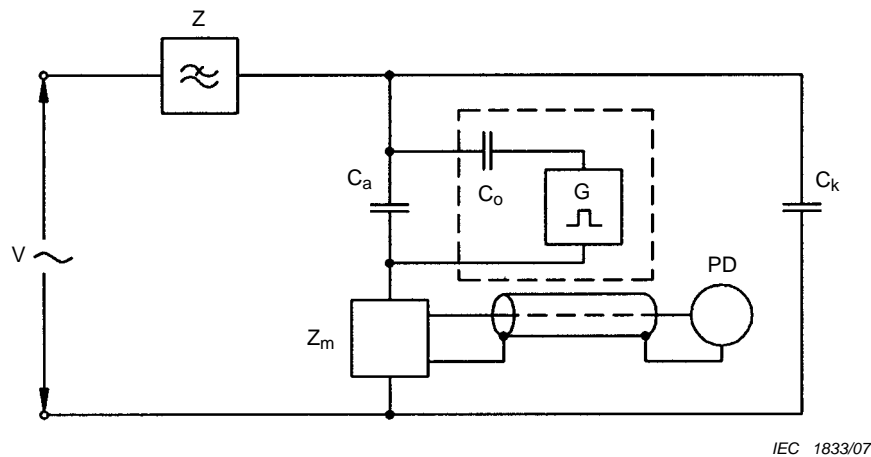 Z
C_a
C_o
G
C_k
V
PD
Z_m
IEC 1833/07